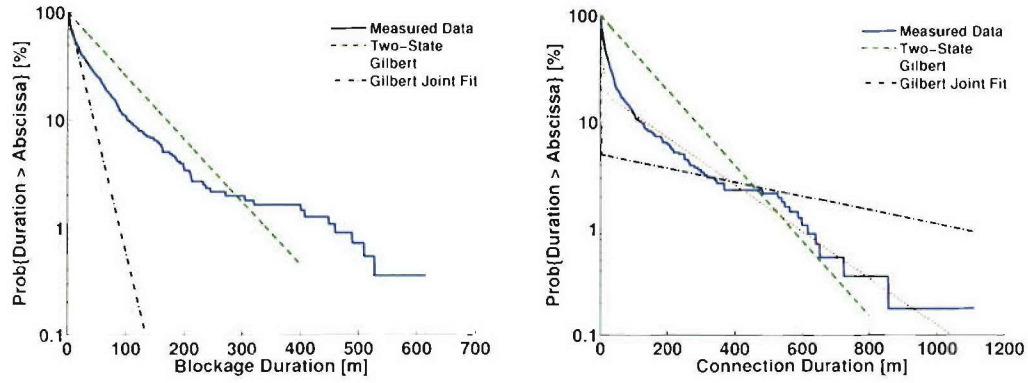 Prob{Duration > Abscissa} [%]
100
10
1
0.1
0 100 200 300 400 500 600 700
Blockage Duration [m]
Measured Data
Two-State
Gilbert
Gilbert Joint Fit
Prob{Duration > Abscissa} [%]
100
10
1
0.1
0 200 400 600 800 1000 1200
Connection Duration [m]
Measured Data
Two-State
Gilbert
Gilbert Joint Fit